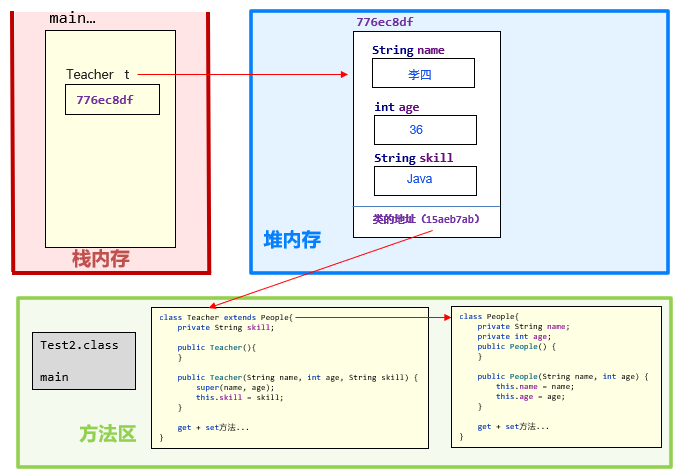 main…
Teacher t
776ec8df
栈内存
776ec8df
String name
李四
int age
36
String skill
Java
类的地址（15aeb7ab）
堆内存
Test2.class
main
方法区
class Teacher extends People{
private String skill;
public Teacher(){
}
public Teacher(String name, int age, String skill) {
super(name, age);
this.skill = skill;
}
get + set方法...
}
class People{
private String name;
private int age;
public People() {
}
public People(String name, int age) {
this.name = name;
this.age = age;
}
get + set方法...
}